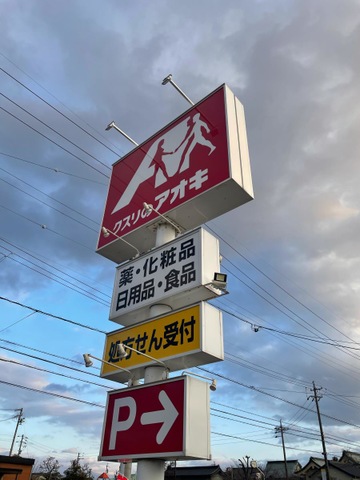 クスリのアオキ
薬・化粧品
日用品・食品
処方せん受付
P→